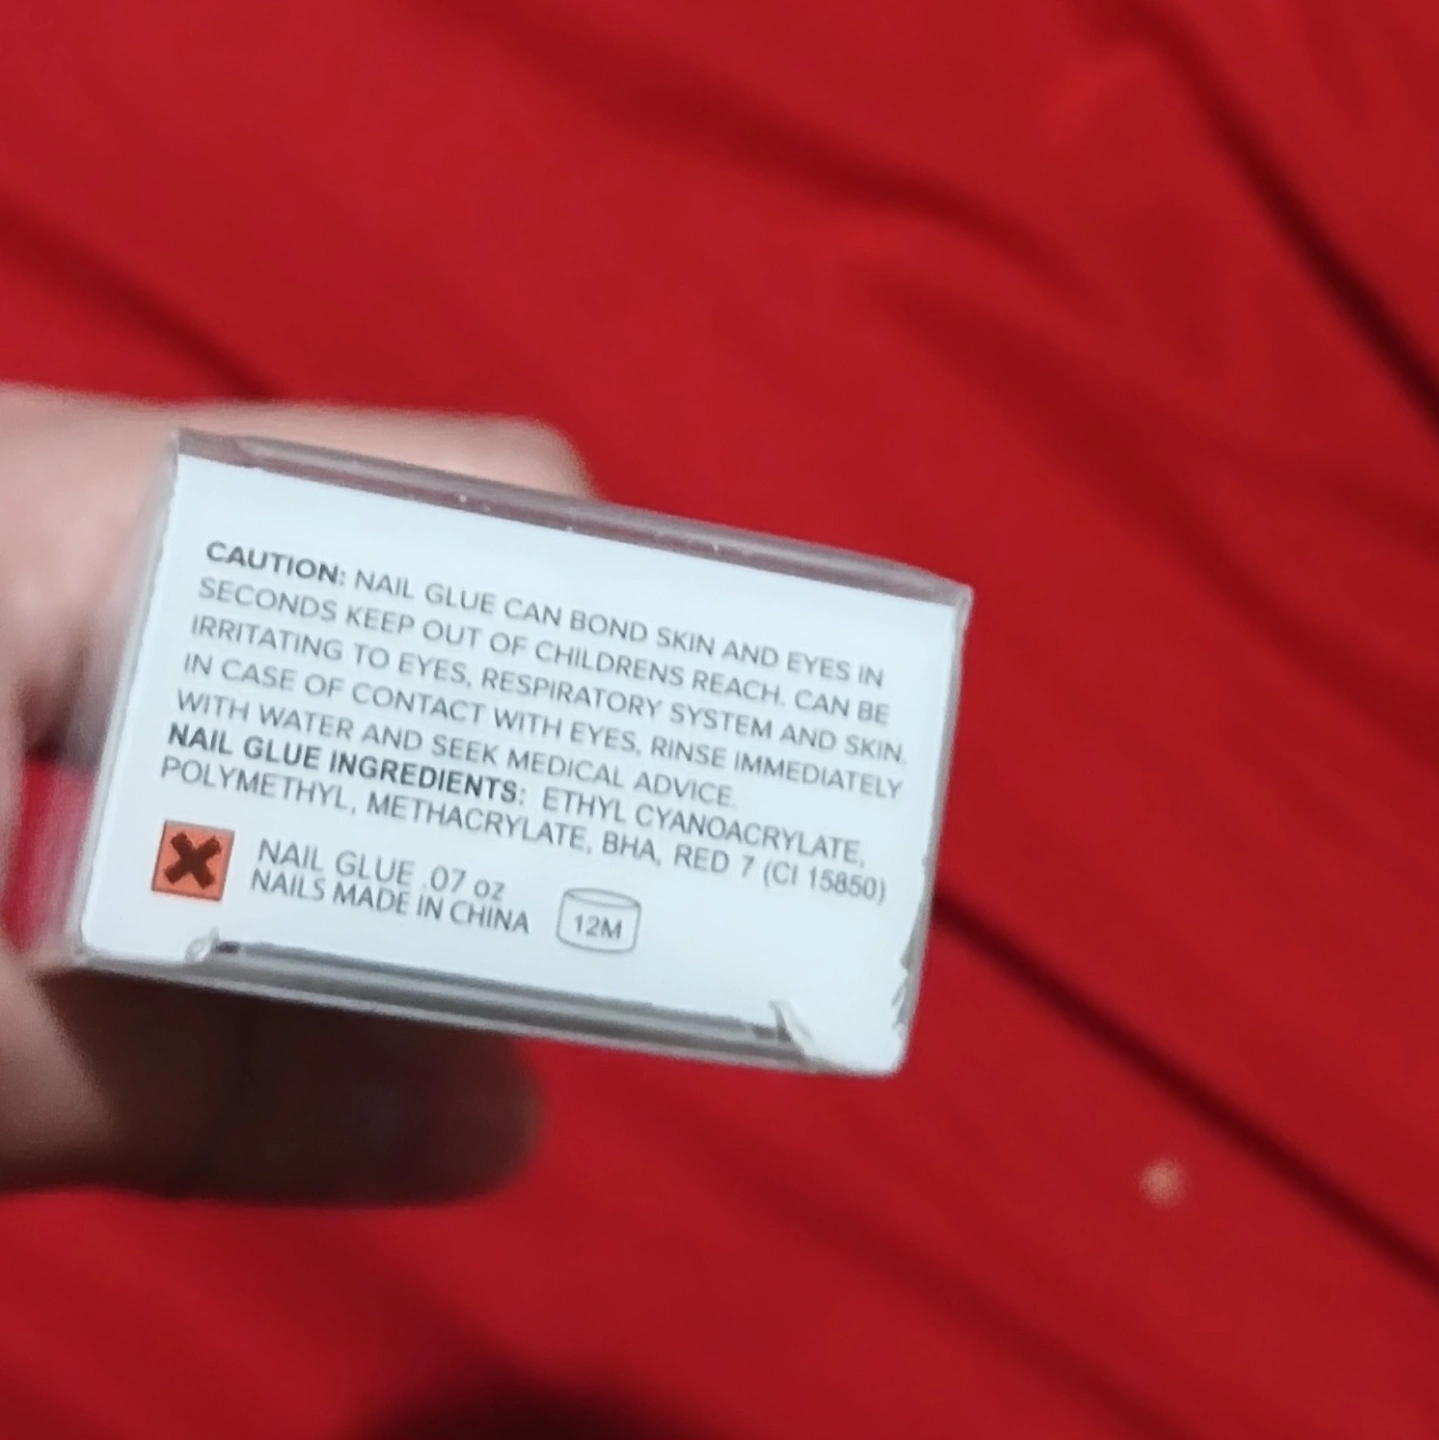 CAUTION: NAIL GLUE CAN BOND SKIN AND EYES IN
SECONDS KEEP OUT OF CHILDRENS REACH. CAN BE
IRRITATING TO EYES, RESPIRATORY SYSTEM AND SKIN.
IN CASE OF CONTACT WITH EYES, RINSE IMMEDIATELY
WITH WATER AND SEEK MEDICAL ADVICE.
NAIL GLUE INGREDIENTS: ETHYL CYANOACRYLATE,
POLYMETHYL, METHACRYLATE, BHA, RED 7 (CI 15850)
NAIL GLUE .07 oz
NAILS MADE IN CHINA
12M